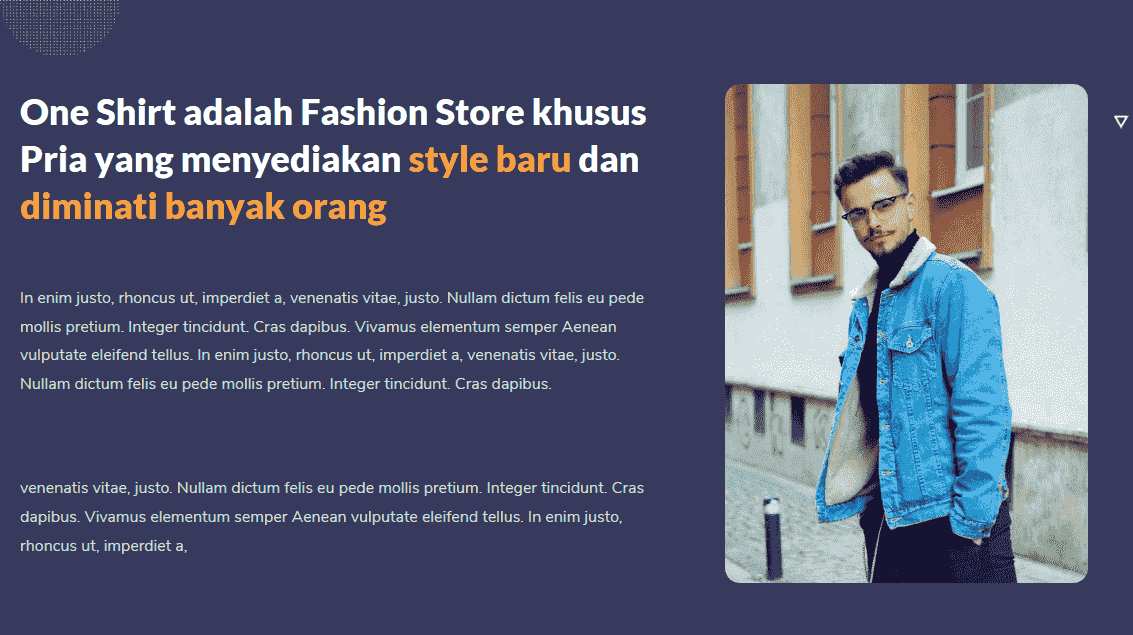 One Shirt adalah Fashion Store khusus
Pria yang menyediakan style baru dan
diminati banyak orang
In enim justo, rhoncus ut, imperdiet a, venenatis vitae, justo. Nullam dictum felis eu pede
mollis pretium. Integer tincidunt. Cras dapibus. Vivamus elementum semper Aenean
vulputate eleifend tellus. In enim justo, rhoncus ut, imperdiet a, venenatis vitae, justo.
Nullam dictum felis eu pede mollis pretium. Integer tincidunt. Cras dapibus.
venenatis vitae, justo. Nullam dictum felis eu pede mollis pretium. Integer tincidunt. Cras
dapibus. Vivamus elementum semper Aenean vulputate eleifend tellus. In enim justo,
rhoncus ut, imperdiet a,